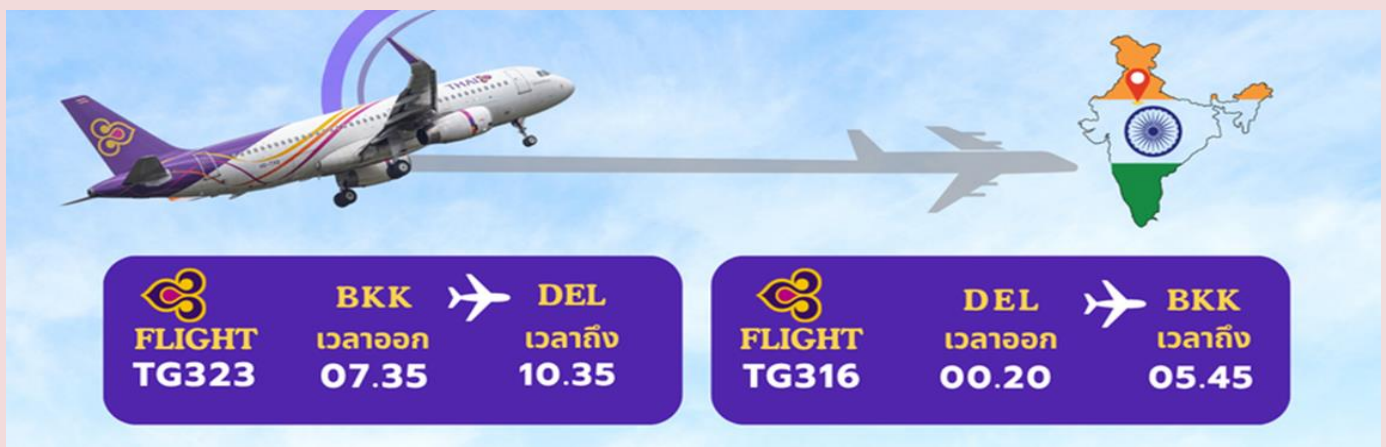 THAI
FLIGHT
TG323
BKK
เวลาออก
07.35
DEL
เวลาถึง
10.35
FLIGHT
TG316
DEL
เวลาออก
00.20
BKK
เวลาถึง
05.45